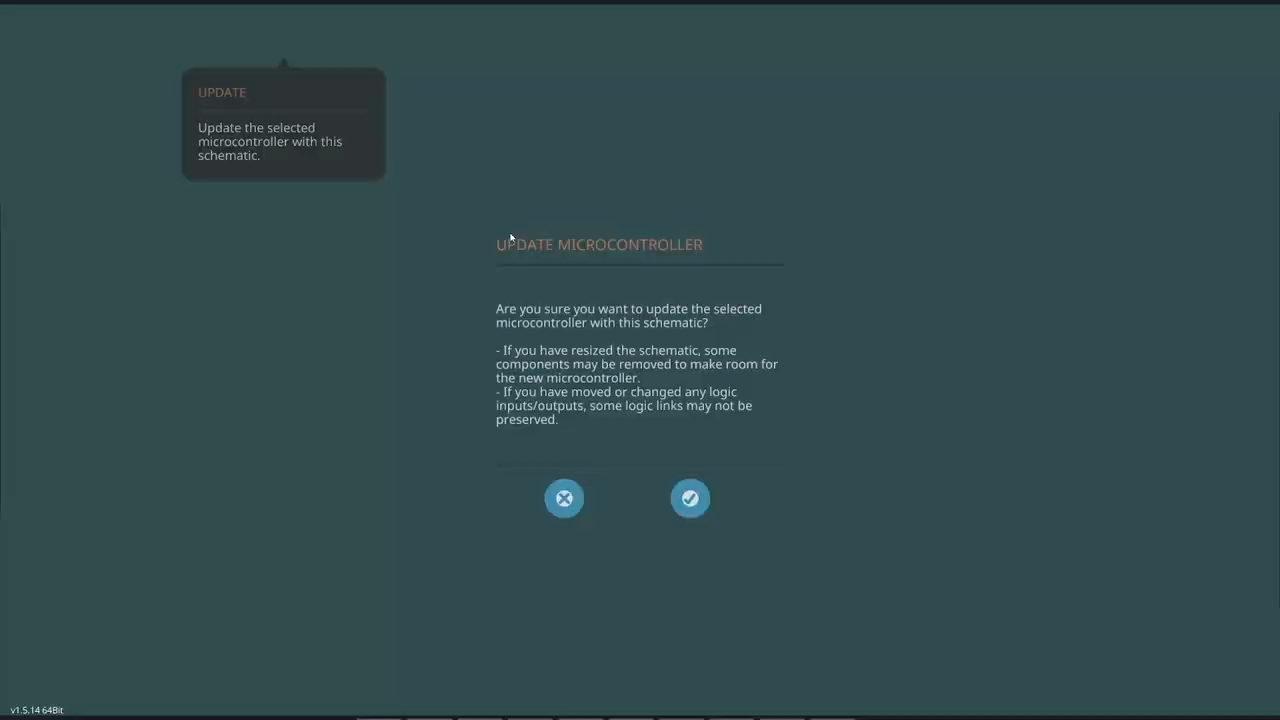 UPDATE
Update the selected
microcontroller with this
schematic.
UPDATE MICROCONTROLLER
Are you sure you want to update the selected
microcontroller with this schematic?
- If you have resized the schematic, some
components may be removed to make room for
the new microcontroller.
- If you have moved or changed any logic
inputs/outputs, some logic links may not be
preserved.
v1.5.14 64Bit